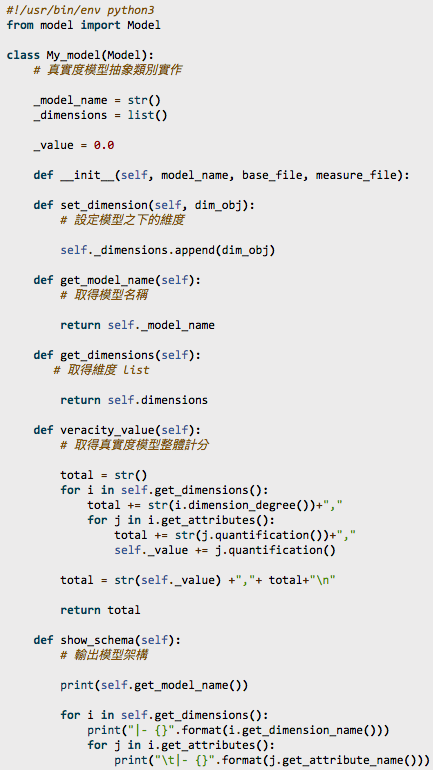 #!/usr/bin/env python3
from model import Model
class My_model(Model):
    # 真實度模型抽象類別實作
    _model_name = str()
    _dimensions = list()
    _value = 0.0
    def __init__(self, model_name, base_file, measure_file):
    def set_dimension(self, dim_obj):
        # 設定模型之下的維度
        self._dimensions.append(dim_obj)
    def get_model_name(self):
        # 取得模型名稱
        return self._model_name
    def get_dimensions(self):
       # 取得維度 List
        return self.dimensions
    def veracity_value(self):
        # 取得真實度模型整體計分
        total = str()
        for i in self.get_dimensions():
            total += str(i.dimension_degree())+","
            for j in i.get_attributes():
                total += str(j.quantification())+","
                self._value += j.quantification()
        total = str(self._value) +","+ total+"\n"
        return total
    def show_schema(self):
        # 輸出模型架構
        print(self.get_model_name())
        for i in self.get_dimensions():
            print("|- {}".format(i.get_dimension_name()))
            for j in i.get_attributes():
                print("\t|- {}".format(j.get_attribute_name()))